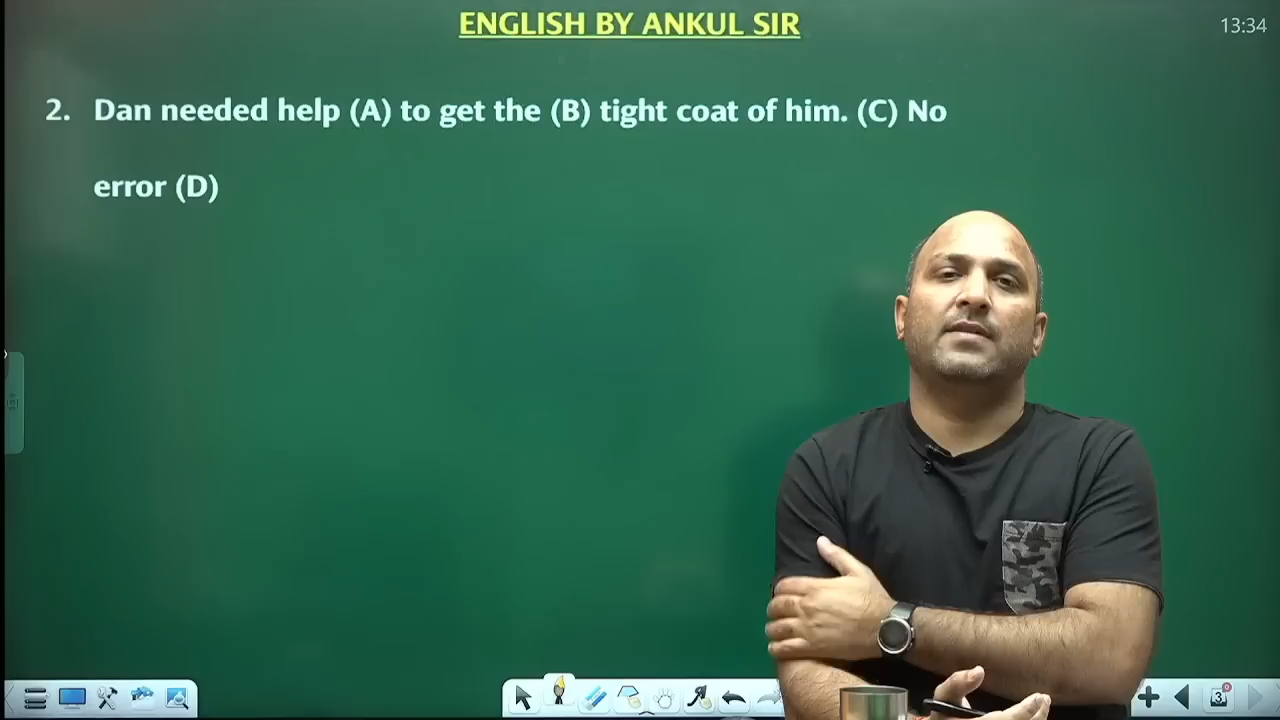 ENGLISH BY ANKUL SIR
13:34
2. Dan needed help (A) to get the (B) tight coat of him. (C) No
error (D)
3